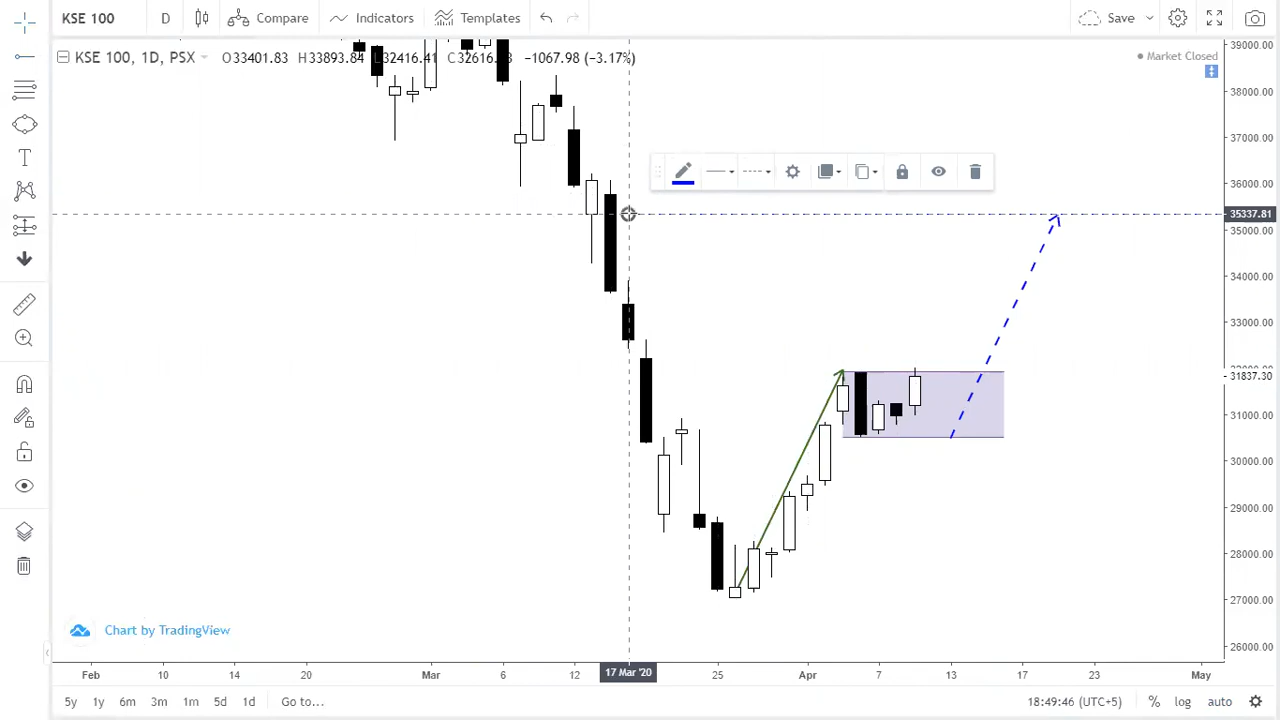 KSE 100 D Compare Indicators Templates Save
KSE 100, 1D, PSX O33401.83 H33893.84 L32416.41 C32616. −1067.98 (−3.17%)
Market Closed
39000.00
38000.00
37000.00
36000.00
35337.81
35000.00
34000.00
33000.00
31837.30
31000.00
30000.00
29000.00
28000.00
27000.00
26000.00
Chart by TradingView
Feb 10 14 20 Mar 6 12 17 Mar '20 25 Apr 7 13 17 23 May
5y 1y 6m 3m 1m 5d 1d Go to... 18:49:46 (UTC+5) % log auto